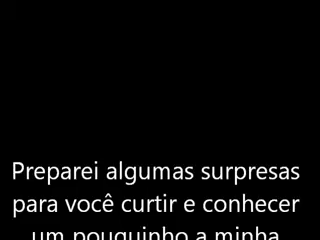 Preparei algumas surpresas
para você curtir e conhecer
um pouquinho a minha